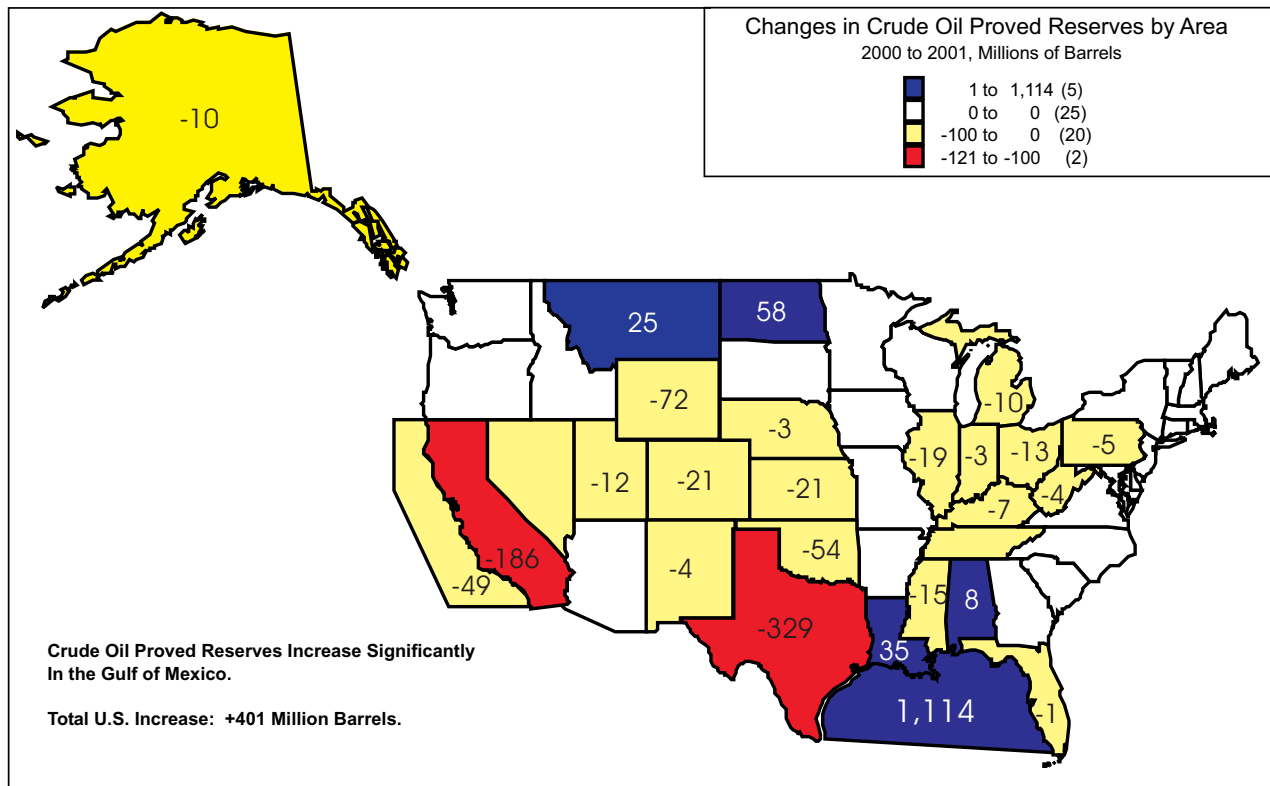 Changes in Crude Oil Proved Reserves by Area
2000 to 2001, Millions of Barrels
1 to 1,114 (5)
0 to 0 (25)
-100 to 0 (20)
-121 to -100 (2)
-10
25
58
-72
-10
-3
-19
-3
-13
-5
-12
-21
-21
-4
-7
-186
-49
-4
-54
-15
8
-329
35
1,114
-1
Crude Oil Proved Reserves Increase Significantly
In the Gulf of Mexico.
Total U.S. Increase: +401 Million Barrels.